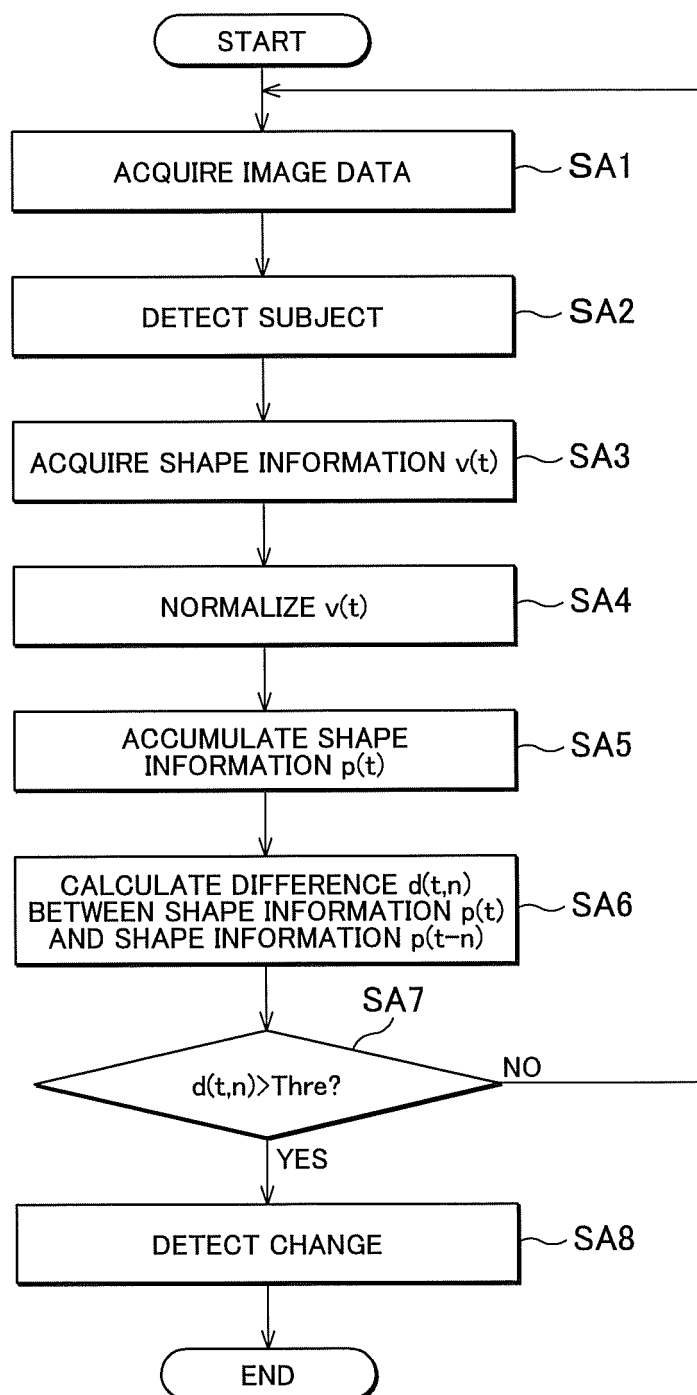 START
ACQUIRE IMAGE DATA
SA1
DETECT SUBJECT
SA2
ACQUIRE SHAPE INFORMATION v(t)
SA3
NORMALIZE v(t)
SA4
ACCUMULATE SHAPE
INFORMATION p(t)
SA5
CALCULATE DIFFERENCE d(t,n)
BETWEEN SHAPE INFORMATION p(t)
AND SHAPE INFORMATION p(t-n)
SA6
SA7
d(t,n)>Thre?
NO
YES
DETECT CHANGE
SA8
END